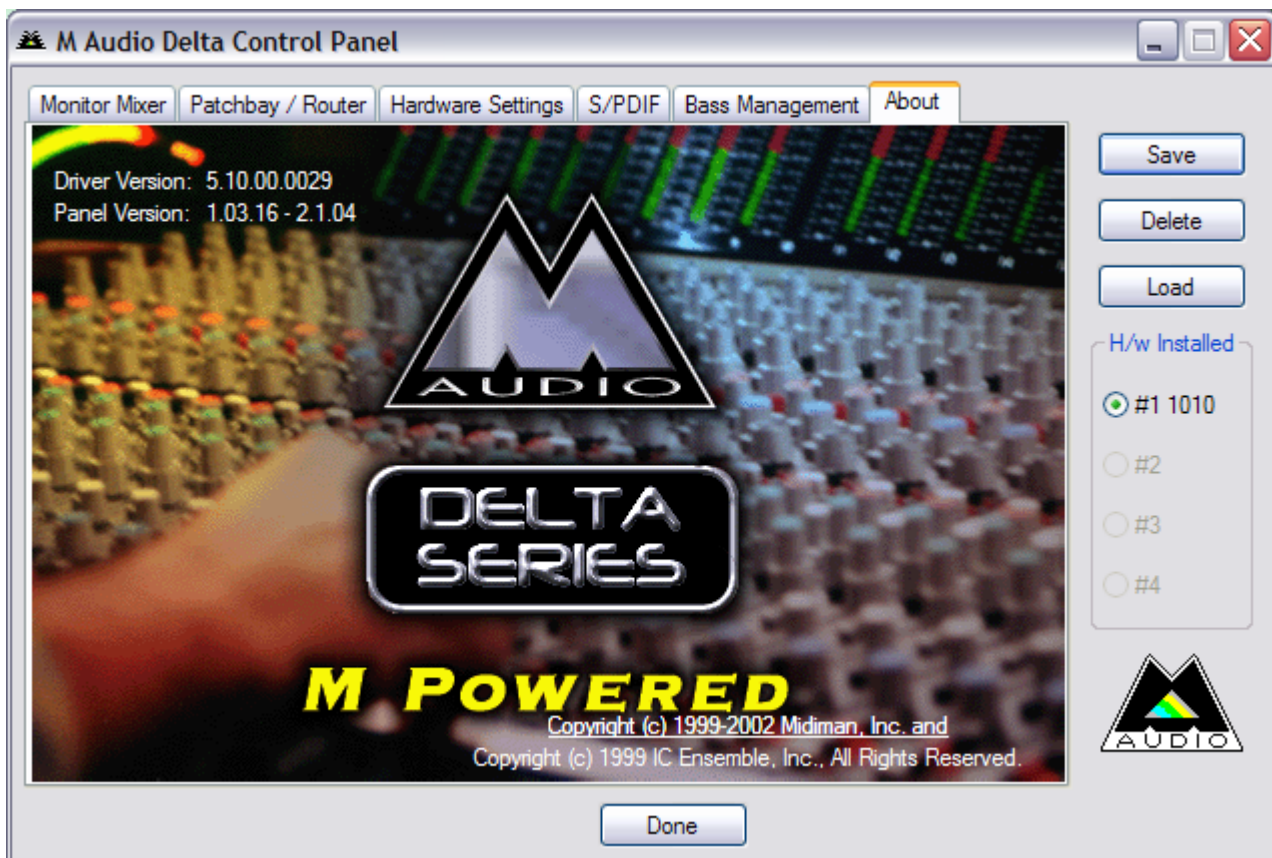 M Audio Delta Control Panel
Monitor Mixer Patchbay / Router Hardware Settings S/PDIF Bass Management About
Driver Version: 5.10.00.0029
Panel Version: 1.03.16 - 2.1.04
M
AUDIO
DELTA
SERIES
M POWERED
Copyright (c) 1999-2002 Midiman, Inc. and
Copyright (c) 1999 IC Ensemble, Inc., All Rights Reserved.
Save
Delete
Load
H/w Installed
#1 1010
#2
#3
#4
M
AUDIO
Done